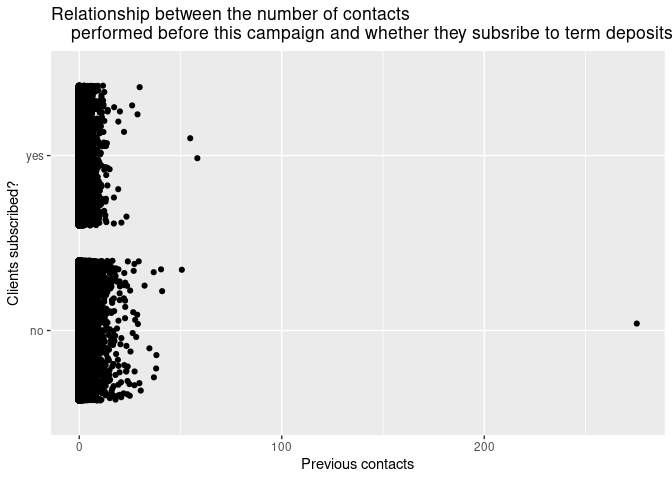 Relationship between the number of contacts
performed before this campaign and whether they subsribe to term deposits
Clients subscribed?
yes
no
0
100
200
Previous contacts